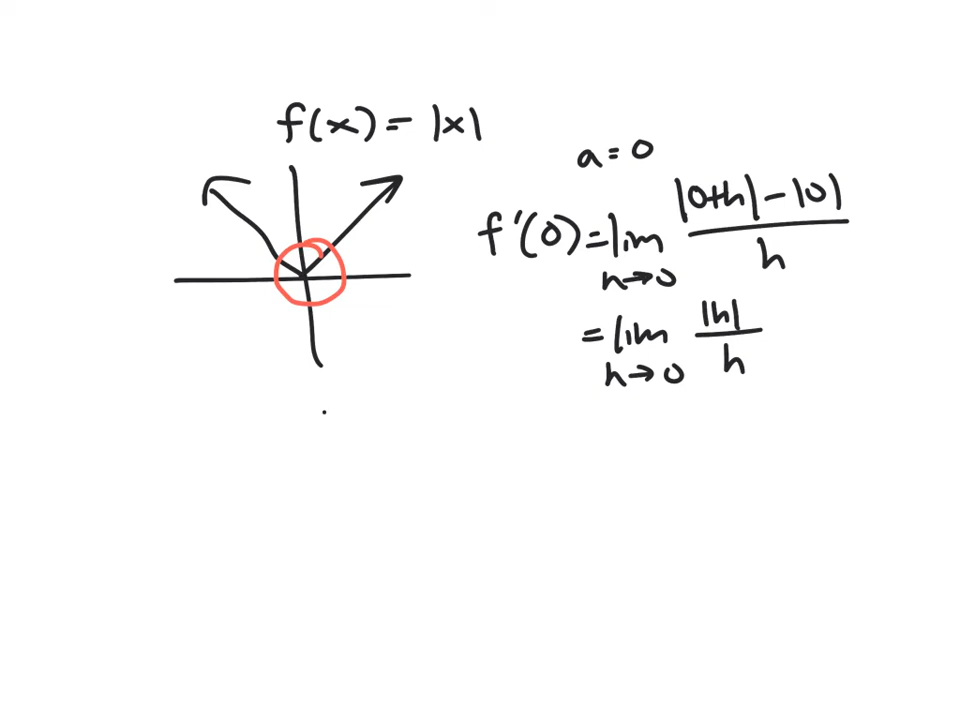 f(x) = |x|
a = 0
f'(0) = lim h→0 |0+h| - |0| / h
= lim h→0 |h| / h